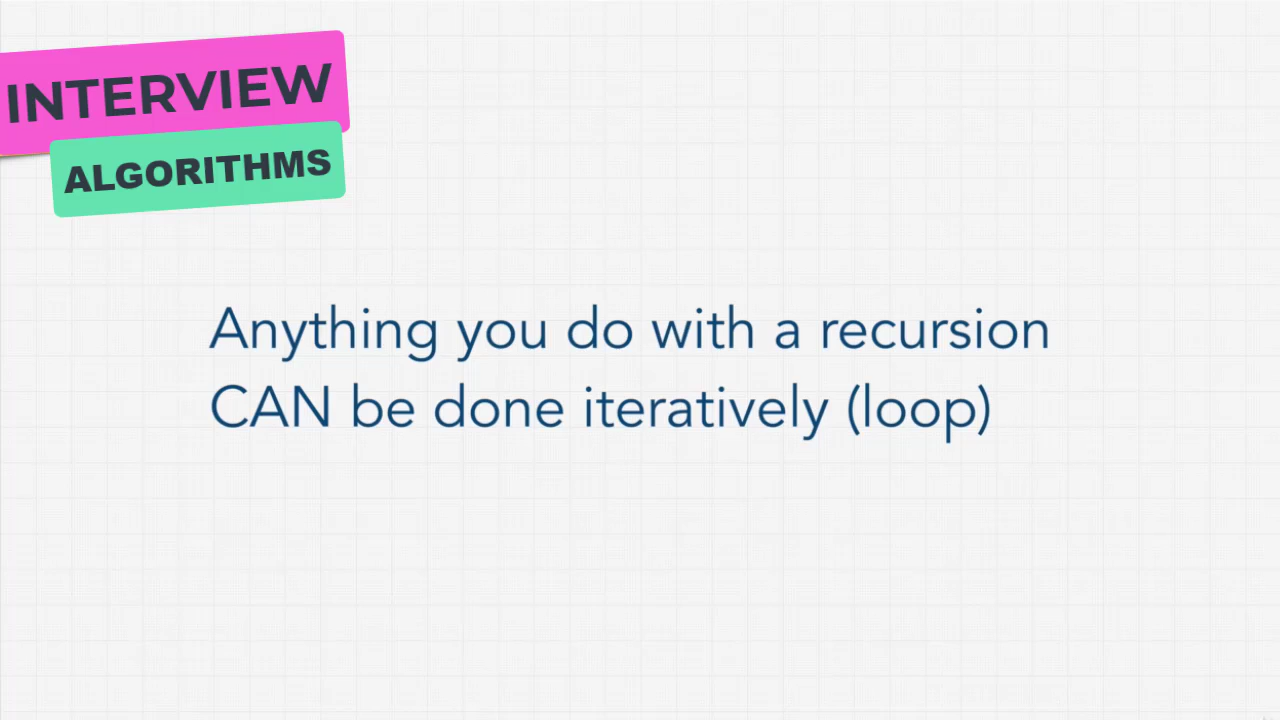 INTERVIEW
ALGORITHMS
Anything you do with a recursion
CAN be done iteratively (loop)